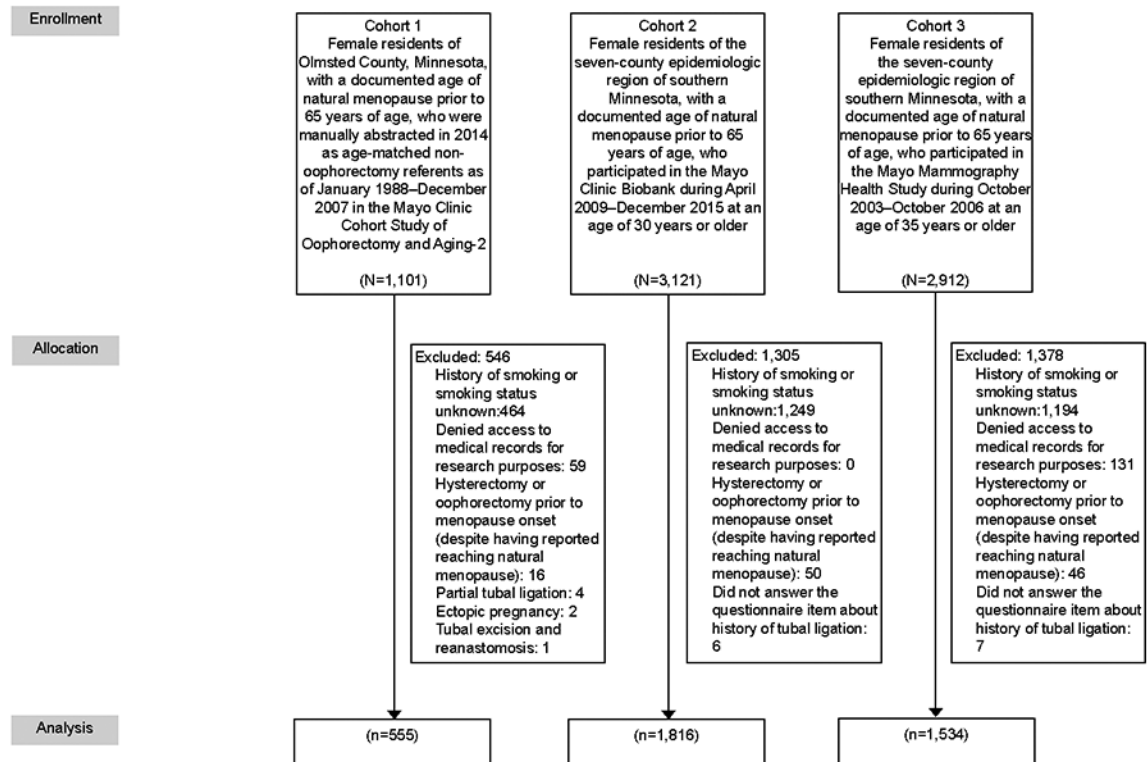 Enrollment
Cohort 1
Female residents of
Olmsted County, Minnesota,
with a documented age of
natural menopause prior to
65 years of age, who were
manually abstracted in 2014
as age-matched non-
oophorectomy referents as
of January 1988–December
2007 in the Mayo Clinic
Cohort Study of
Oophorectomy and Aging-2
(N=1,101)
Cohort 2
Female residents of the
seven-county epidemiologic
region of southern
Minnesota, with a
documented age of natural
menopause prior to 65
years of age, who
participated in the Mayo
Clinic Biobank during April
2009–December 2015 at an
age of 30 years or older
(N=3,121)
Cohort 3
Female residents of
the seven-county
epidemiologic region of
southern Minnesota, with a
documented age of natural
menopause prior to 65 years
of age, who participated in
the Mayo Mammography
Health Study during October
2003–October 2006 at an
age of 35 years or older
(N=2,912)
Allocation
Excluded: 546
History of smoking or
smoking status
unknown:464
Denied access to
medical records for
research purposes: 59
Hysterectomy or
oophorectomy prior to
menopause onset
(despite having reported
reaching natural
menopause): 16
Partial tubal ligation: 4
Ectopic pregnancy: 2
Tubal excision and
reanastomosis: 1
Excluded: 1,305
History of smoking or
smoking status
unknown:1,249
Denied access to
medical records for
research purposes: 0
Hysterectomy or
oophorectomy prior to
menopause onset
(despite having reported
reaching natural
menopause): 50
Did not answer the
questionnaire item about
history of tubal ligation:
6
Excluded: 1,378
History of smoking or
smoking status
unknown:1,194
Denied access to
medical records for
research purposes: 131
Hysterectomy or
oophorectomy prior to
menopause onset
(despite having reported
reaching natural
menopause): 46
Did not answer the
questionnaire item about
history of tubal ligation:
7
Analysis
(n=555)
(n=1,816)
(n=1,534)